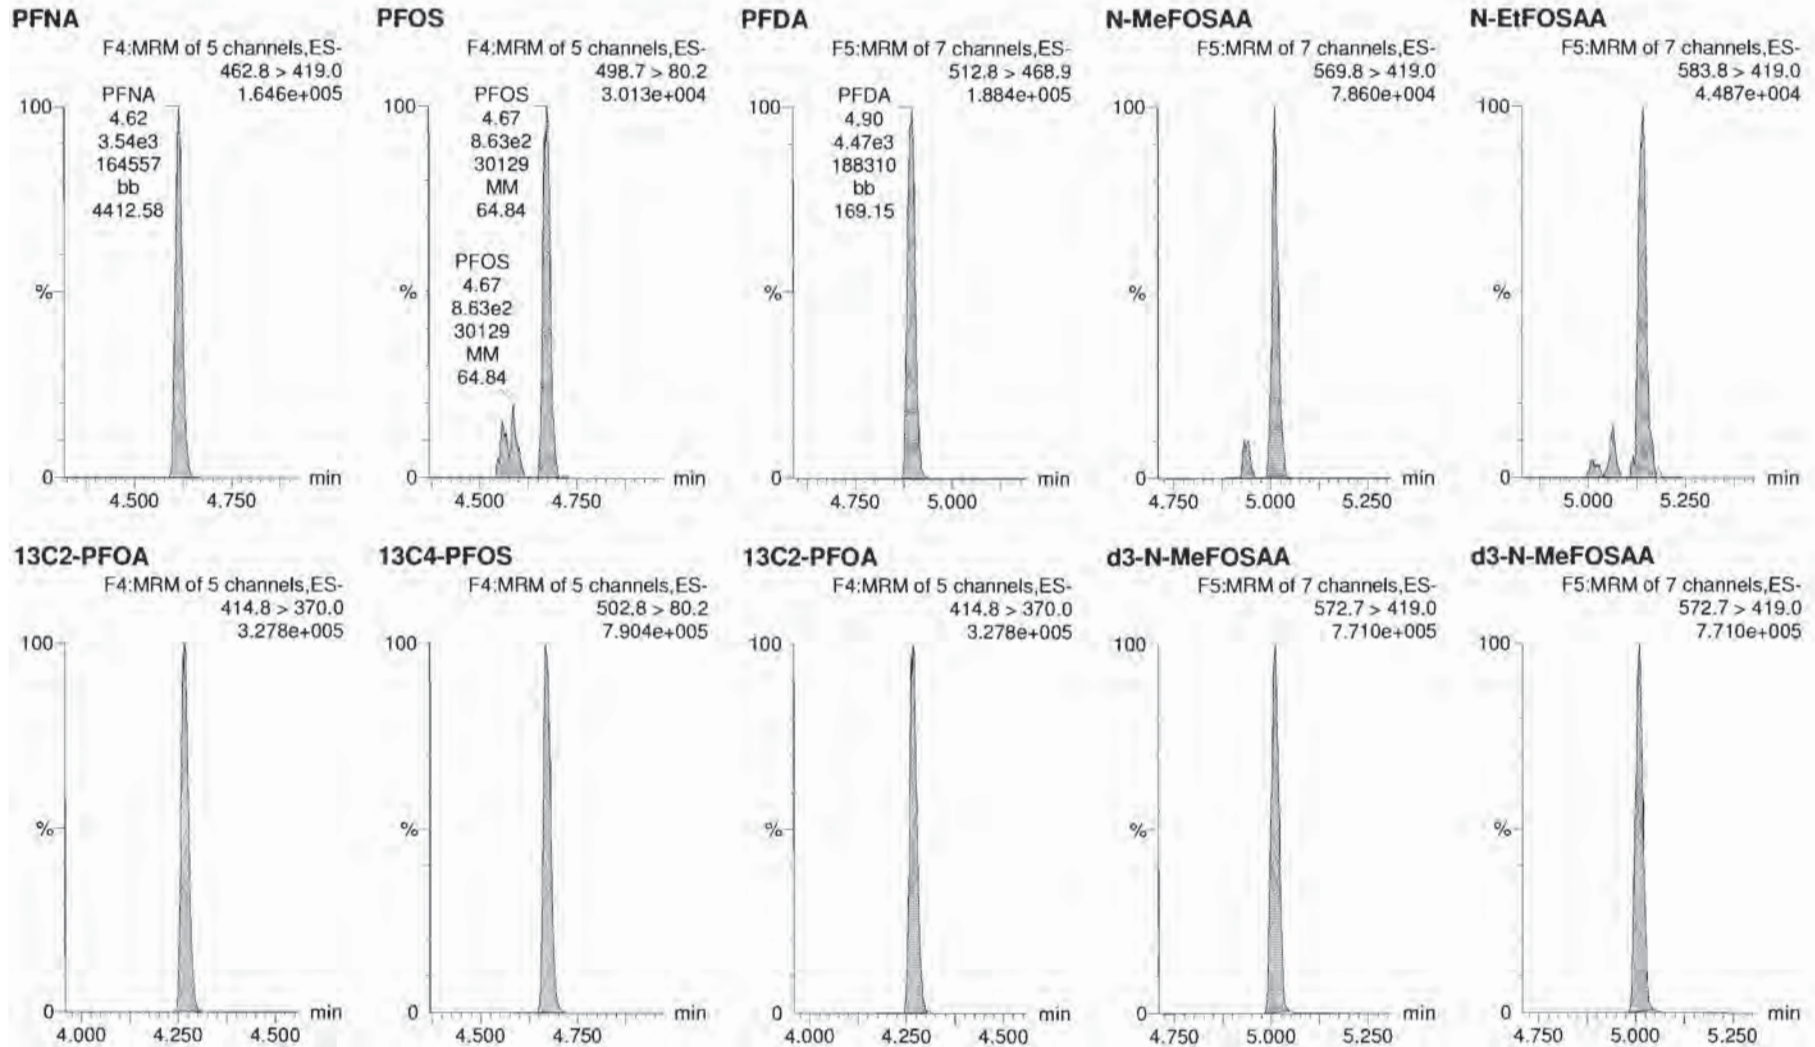 PFNA
F4:MRM of 5 channels,ES-
462.8 > 419.0
1.646e+005
100
PFNA
4.62
3.54e3
164557
bb
4412.58
%
0
min
4.500 4.750
PFOS
F4:MRM of 5 channels,ES-
498.7 > 80.2
3.013e+004
100
PFOS
4.67
8.63e2
30129
MM
64.84
PFOS
4.67
8.63e2
30129
MM
64.84
%
0
min
4.500 4.750
PFDA
F5:MRM of 7 channels,ES-
512.8 > 468.9
1.884e+005
100
PFDA
4.90
4.47e3
188310
bb
169.15
%
0
min
4.750 5.000
N-MeFOSAA
F5:MRM of 7 channels,ES-
569.8 > 419.0
7.860e+004
100
%
0
min
4.750 5.000 5.250
N-EtFOSAA
F5:MRM of 7 channels,ES-
583.8 > 419.0
4.487e+004
100
%
0
min
5.000 5.250
13C2-PFOA
F4:MRM of 5 channels,ES-
414.8 > 370.0
3.278e+005
100
%
0
min
4.000 4.250 4.500
13C4-PFOS
F4:MRM of 5 channels,ES-
502.8 > 80.2
7.904e+005
100
%
0
min
4.500 4.750
13C2-PFOA
F4:MRM of 5 channels,ES-
414.8 > 370.0
3.278e+005
100
%
0
min
4.000 4.250 4.500
d3-N-MeFOSAA
F5:MRM of 7 channels,ES-
572.7 > 419.0
7.710e+005
100
%
0
min
4.750 5.000 5.250
d3-N-MeFOSAA
F5:MRM of 7 channels,ES-
572.7 > 419.0
7.710e+005
100
%
0
min
4.750 5.000 5.250